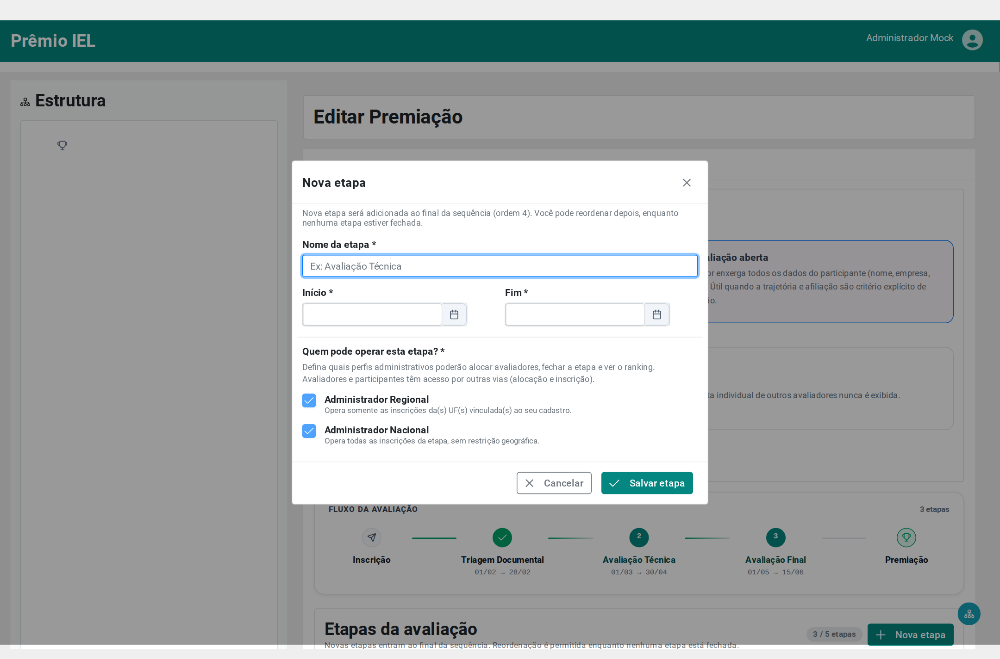 Prêmio IEL
Administrador Mock
Estrutura
Editar Premiação
Nova etapa
Nova etapa será adicionada ao final da sequência (ordem 4). Você pode reordenar depois, enquanto
nenhuma etapa estiver fechada.
Nome da etapa *
Ex: Avaliação Técnica
Início *
Fim *
Quem pode operar esta etapa? *
Defina quais perfis administrativos poderão alocar avaliadores, fechar a etapa e ver o ranking.
Avaliadores e participantes têm acesso por outras vias (alocação e inscrição).
Administrador Regional
Opera somente as inscrições da(s) UF(s) vinculada(s) ao seu cadastro.
Administrador Nacional
Opera todas as inscrições da etapa, sem restrição geográfica.
Cancelar
Salvar etapa
aberta
enxerga todos os dados do participante (nome, empresa,
Útil quando a trajetória e afiliação são critério explícito de
individual de outros avaliadores nunca é exibida.
FLUXO DA AVALIAÇÃO
3 etapas
2
3
Inscrição
Triagem Documental
Avaliação Técnica
Avaliação Final
Premiação
01/02 → 28/02
01/03 → 30/04
01/05 → 15/06
Etapas da avaliação
3 / 5 etapas
Nova etapa
Novas etapas entram ao final da sequência. Reordenação é permitida enquanto nenhuma etapa está fechada.